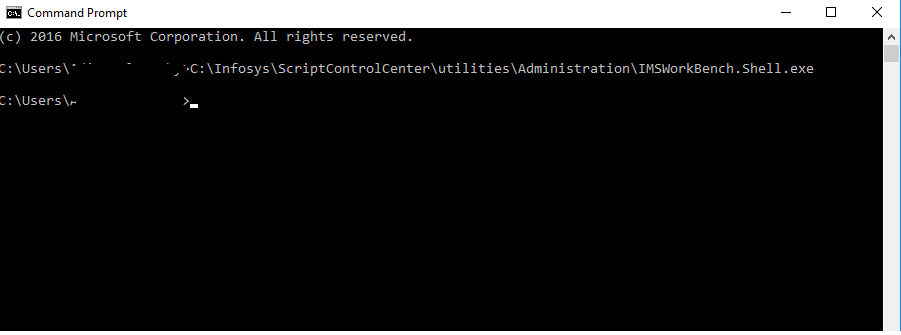 Command Prompt
(c) 2016 Microsoft Corporation. All rights reserved.
C:\Users\ >C:\Infosys\ScriptControlCenter\utilities\Administration\IMSWorkBench.Shell.exe
C:\Users\ >